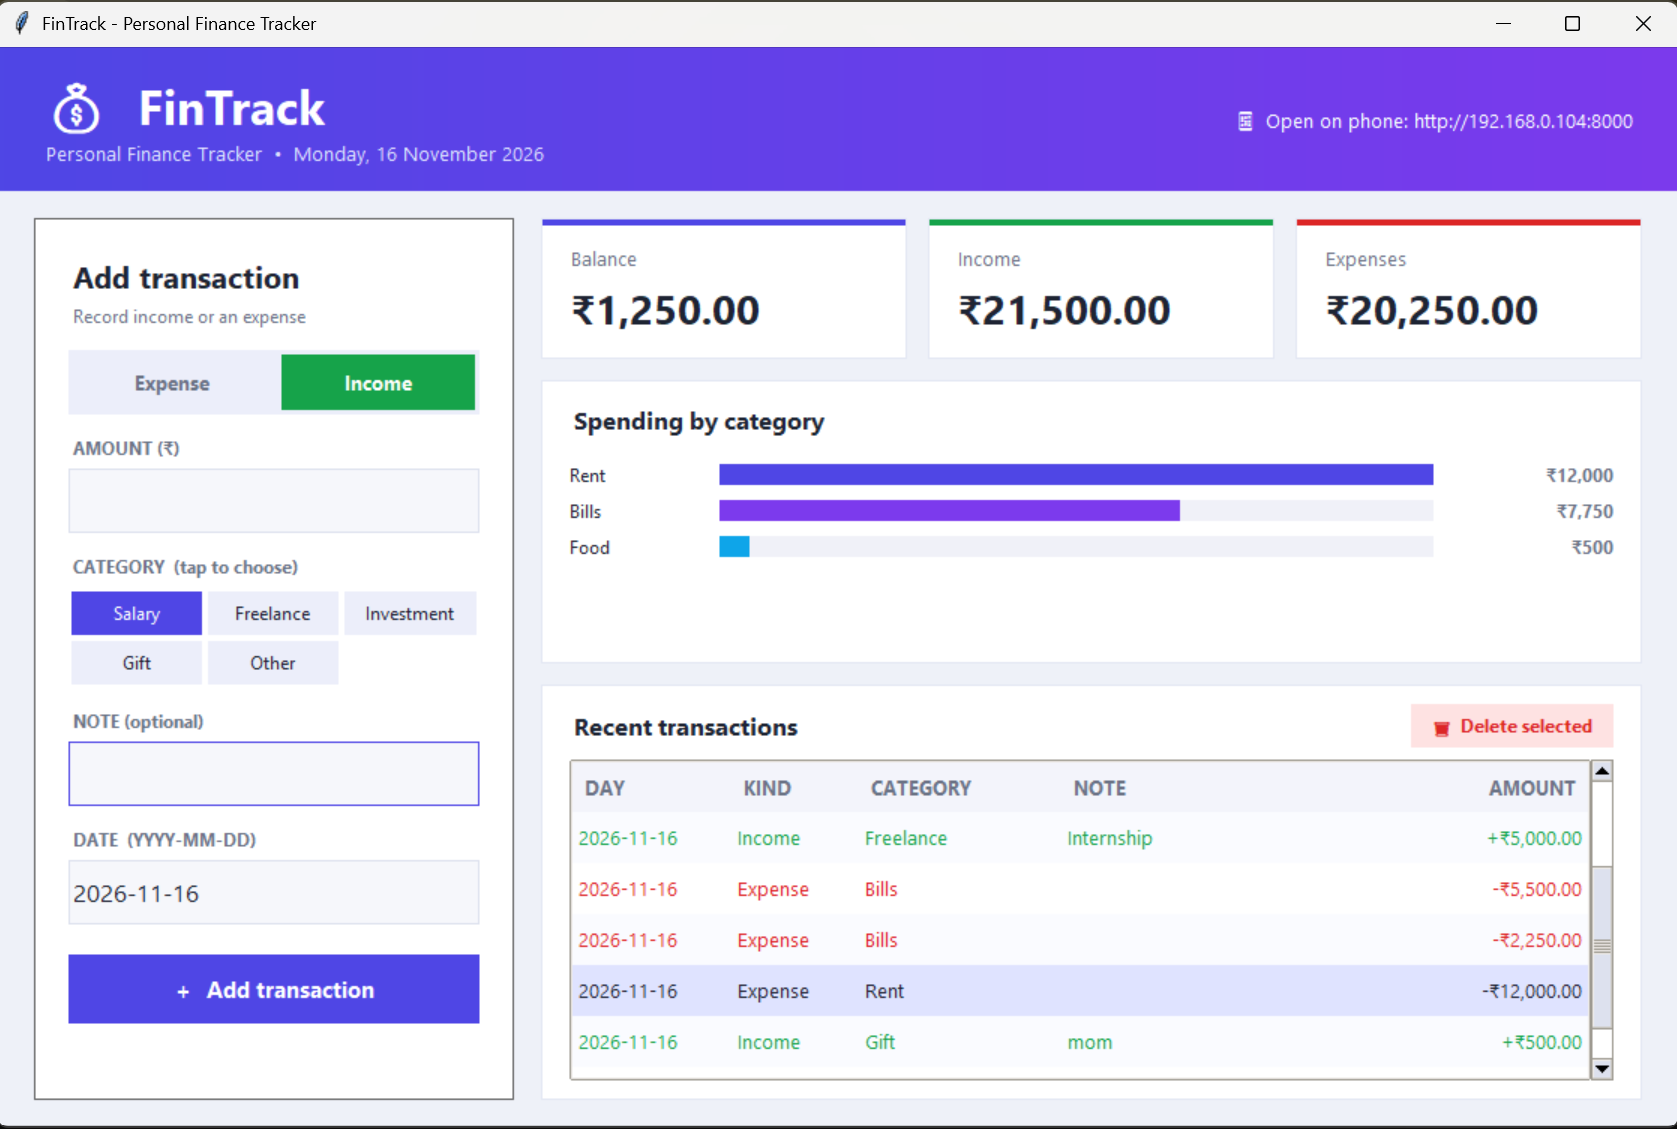 FinTrack - Personal Finance Tracker
FinTrack
Personal Finance Tracker • Monday, 16 November 2026
Open on phone: http://192.168.0.104:8000
Add transaction
Record income or an expense
Expense Income
AMOUNT (₹)
CATEGORY (tap to choose)
Salary Freelance Investment
Gift Other
NOTE (optional)
DATE (YYYY-MM-DD)
2026-11-16
+ Add transaction
Balance
₹1,250.00
Income
₹21,500.00
Expenses
₹20,250.00
Spending by category
Rent ₹12,000
Bills ₹7,750
Food ₹500
Recent transactions
Delete selected
DAY KIND CATEGORY NOTE AMOUNT
2026-11-16 Income Freelance Internship +₹5,000.00
2026-11-16 Expense Bills -₹5,500.00
2026-11-16 Expense Bills -₹2,250.00
2026-11-16 Expense Rent -₹12,000.00
2026-11-16 Income Gift mom +₹500.00